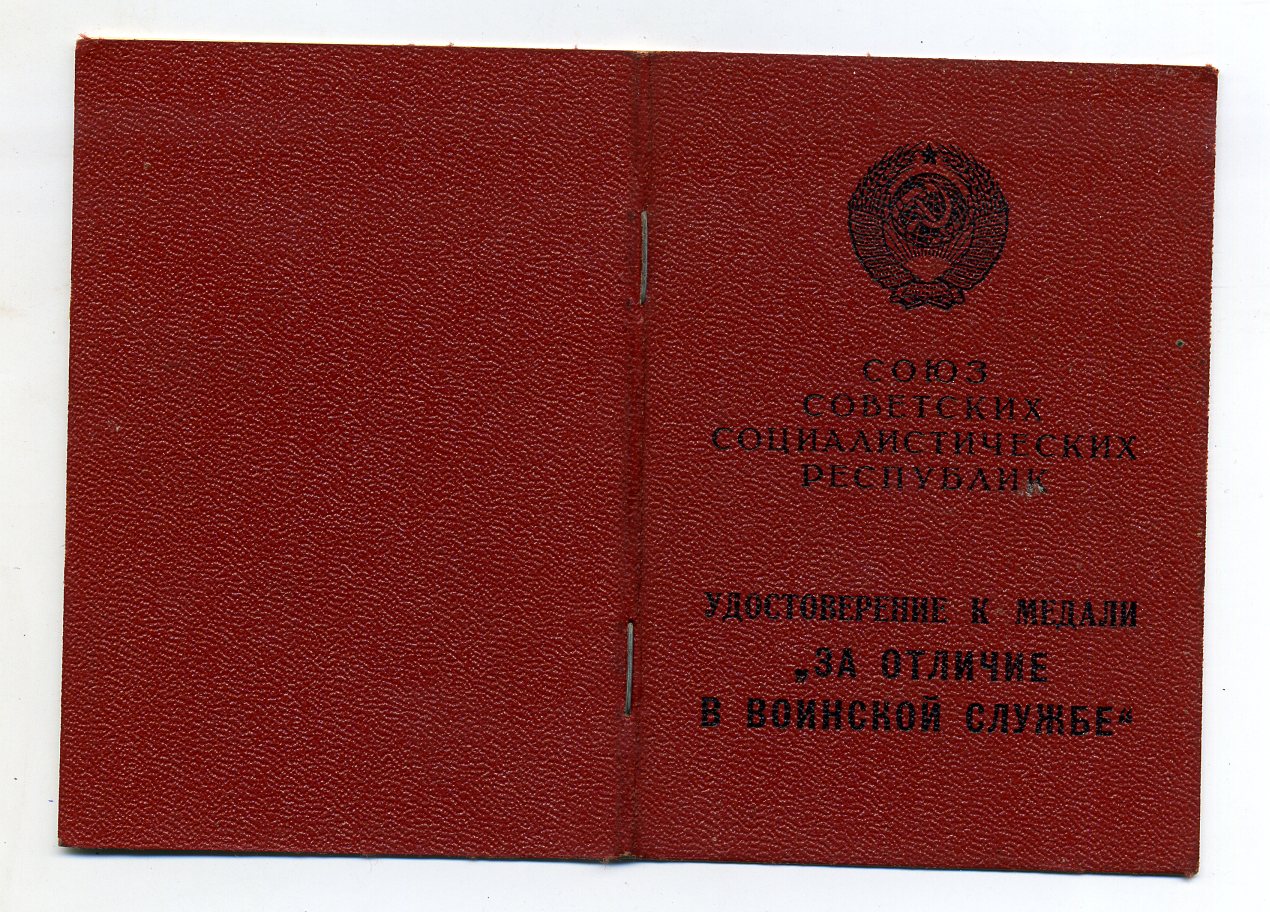 СОЮЗ
СОВЕТСКИХ
СОЦИАЛИСТИЧЕСКИХ
РЕСПУБЛИК
УДОСТОВЕРЕНИЕ К МЕДАЛИ
„ЗА ОТЛИЧИЕ
В ВОИНСКОЙ СЛУЖБЕ“